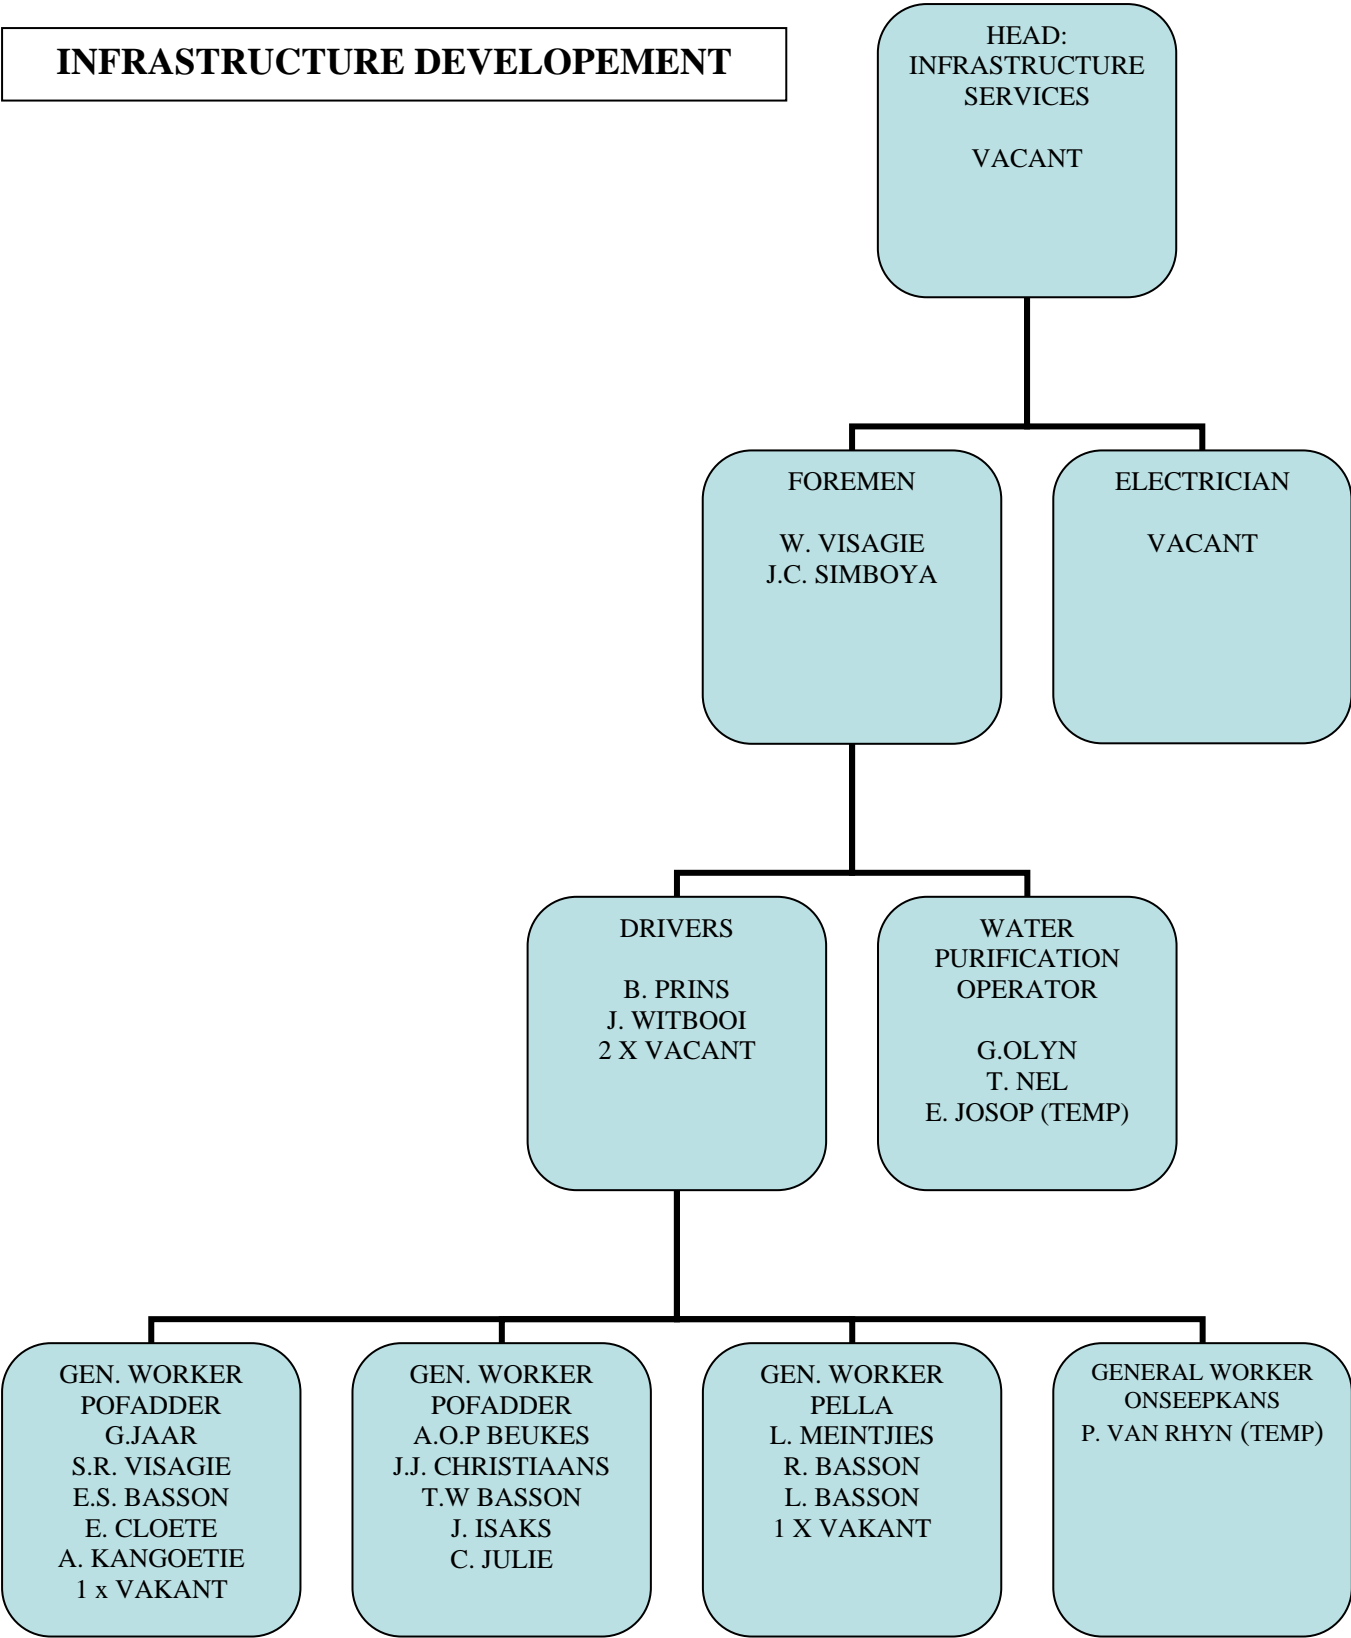 INFRASTRUCTURE DEVELOPEMENT
HEAD:
INFRASTRUCTURE
SERVICES
VACANT
FOREMEN
W. VISAGIE
J.C. SIMBOYA
ELECTRICIAN
VACANT
DRIVERS
B. PRINS
J. WITBOOI
2 X VACANT
WATER
PURIFICATION
OPERATOR
G.OLYN
T. NEL
E. JOSOP (TEMP)
GEN. WORKER
POFADDER
G.JAAR
S.R. VISAGIE
E.S. BASSON
E. CLOETE
A. KANGOETIE
1 x VAKANT
GEN. WORKER
POFADDER
A.O.P BEUKES
J.J. CHRISTIAANS
T.W BASSON
J. ISAKS
C. JULIE
GEN. WORKER
PELLA
L. MEINTJIES
R. BASSON
L. BASSON
1 X VAKANT
GENERAL WORKER
ONSEEPKANS
P. VAN RHYN (TEMP)